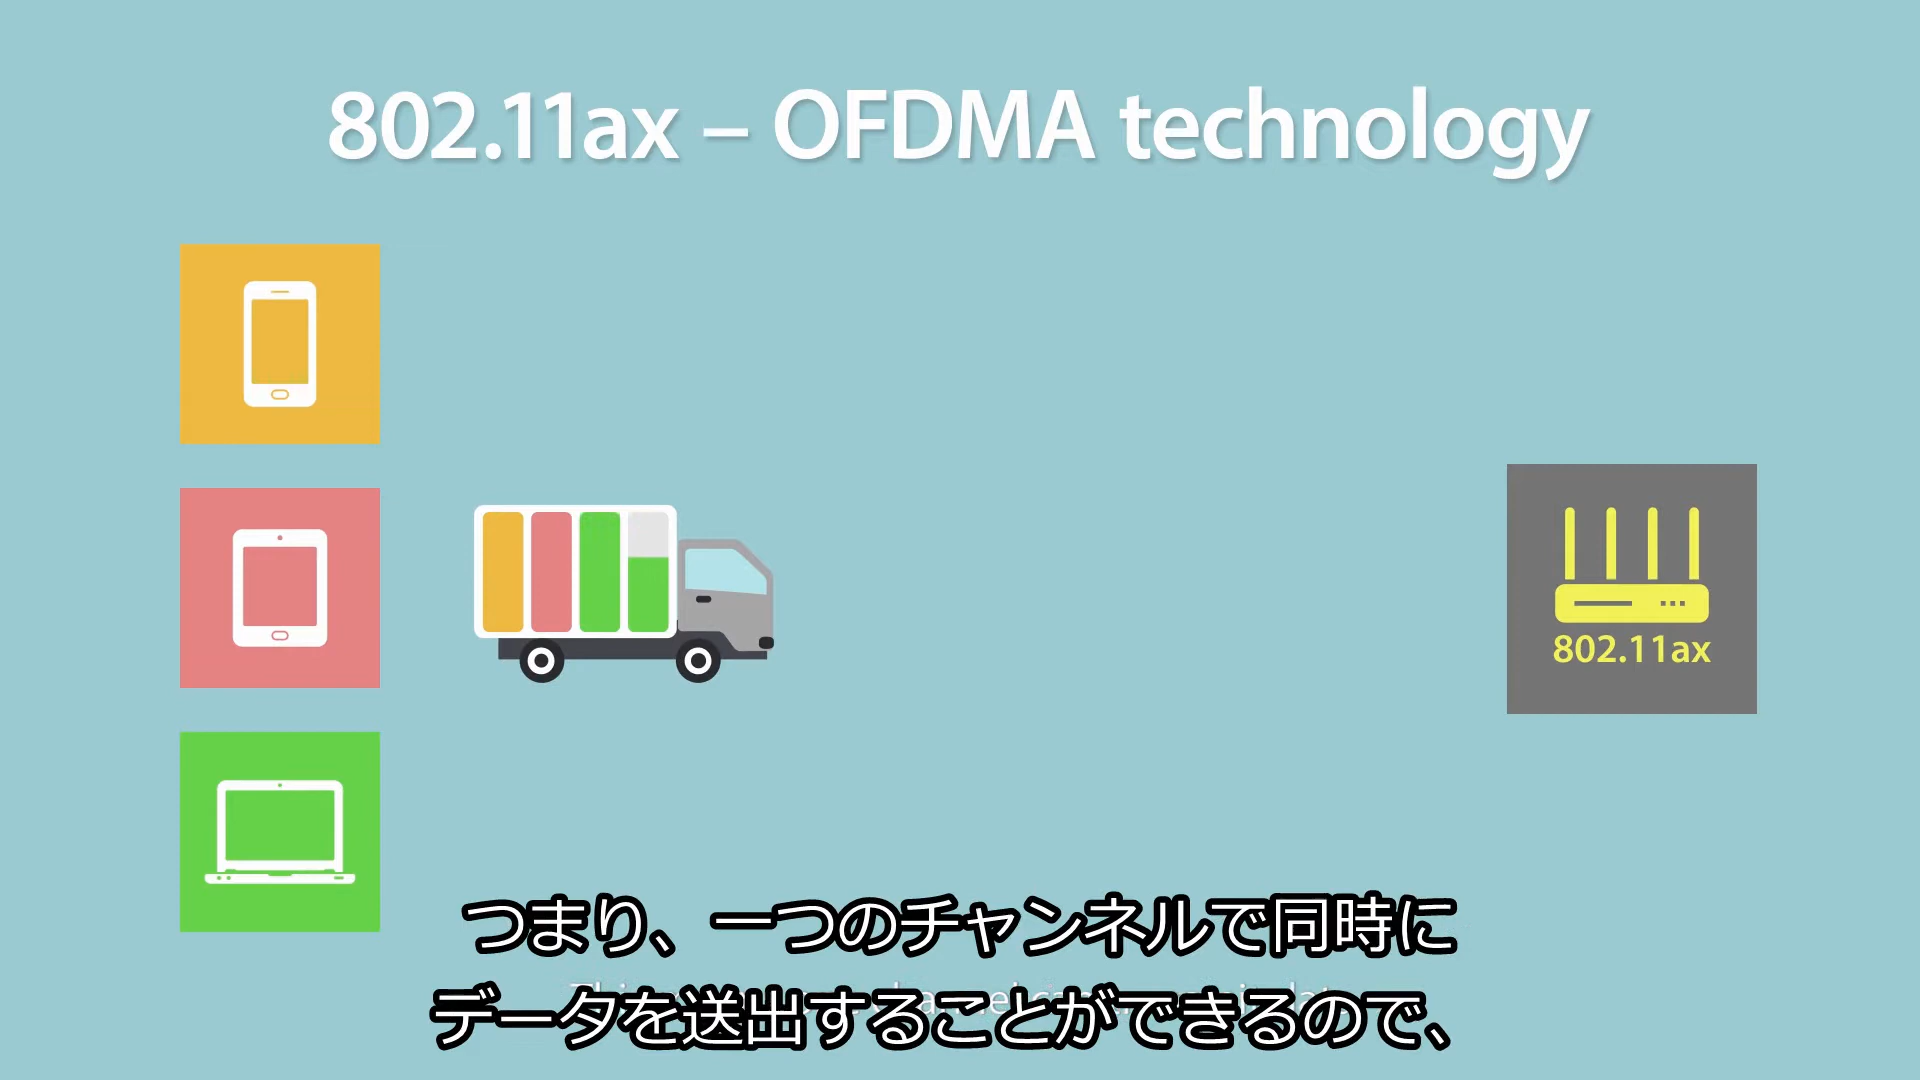 802.11ax – OFDMA technology
802.11ax
つまり、一つのチャンネルで同時に
データを送出することができるので、